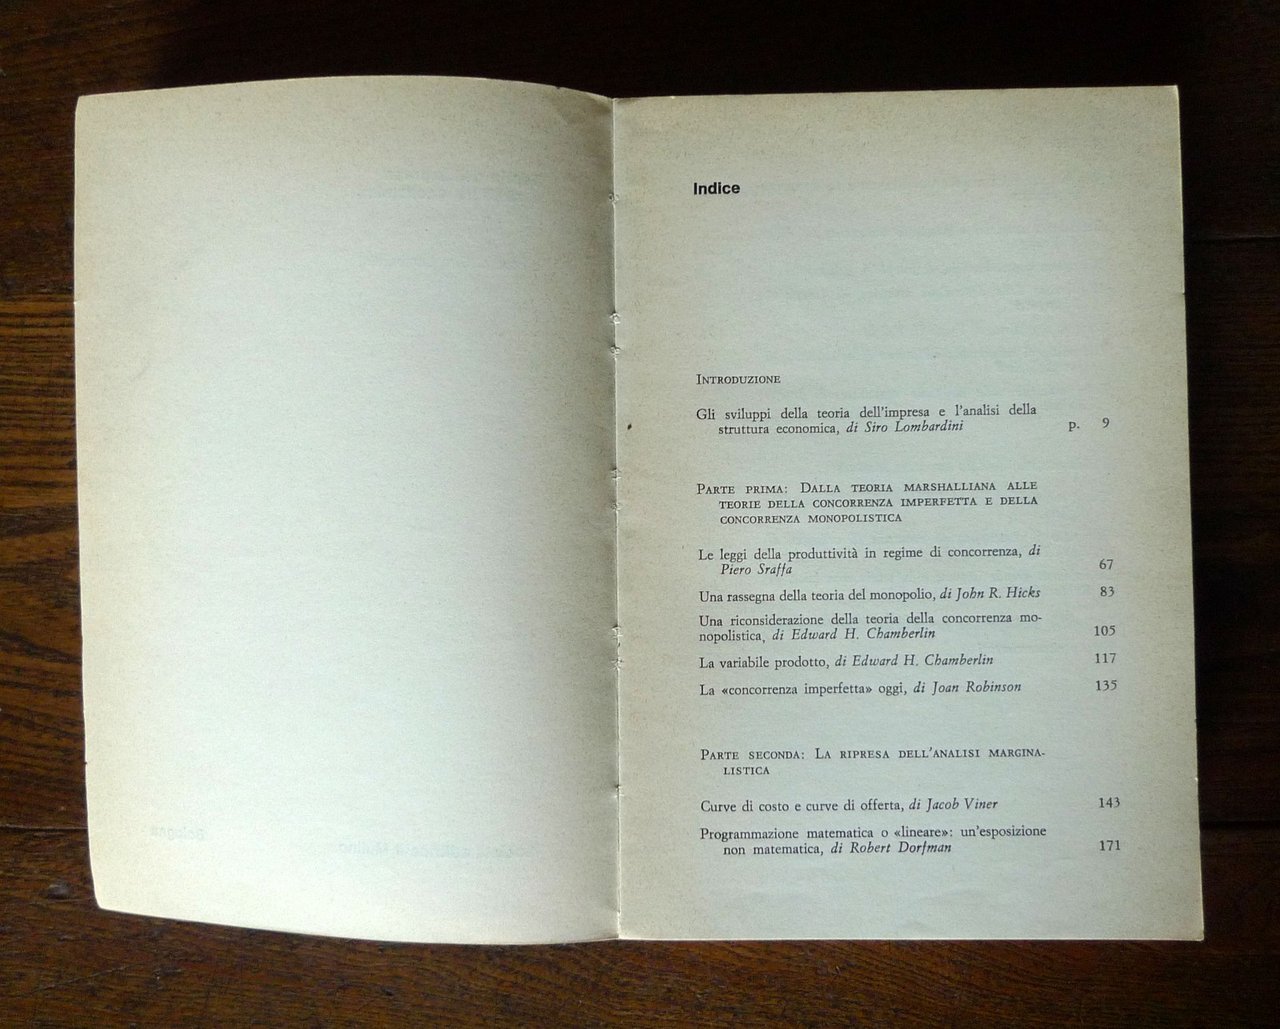 Indice
INTRODUZIONE
Gli sviluppi della teoria dell'impresa e l'analisi della
struttura economica, di Siro Lombardini p. 9
PARTE PRIMA: DALLA TEORIA MARSHALLIANA ALLE
TEORIE DELLA CONCORRENZA IMPERFETTA E DELLA
CONCORRENZA MONOPOLISTICA
Le leggi della produttività in regime di concorrenza, di
Piero Sraffa 67
Una rassegna della teoria del monopolio, di John R. Hicks 83
Una riconsiderazione della teoria della concorrenza mo-
nopolistica, di Edward H. Chamberlin 105
La variabile prodotto, di Edward H. Chamberlin 117
La «concorrenza imperfetta» oggi, di Joan Robinson 135
PARTE SECONDA: LA RIPRESA DELL'ANALISI MARGINA-
LISTICA
Curve di costo e curve di offerta, di Jacob Viner 143
Programmazione matematica o «lineare»: un'esposizione
non matematica, di Robert Dorfman 171